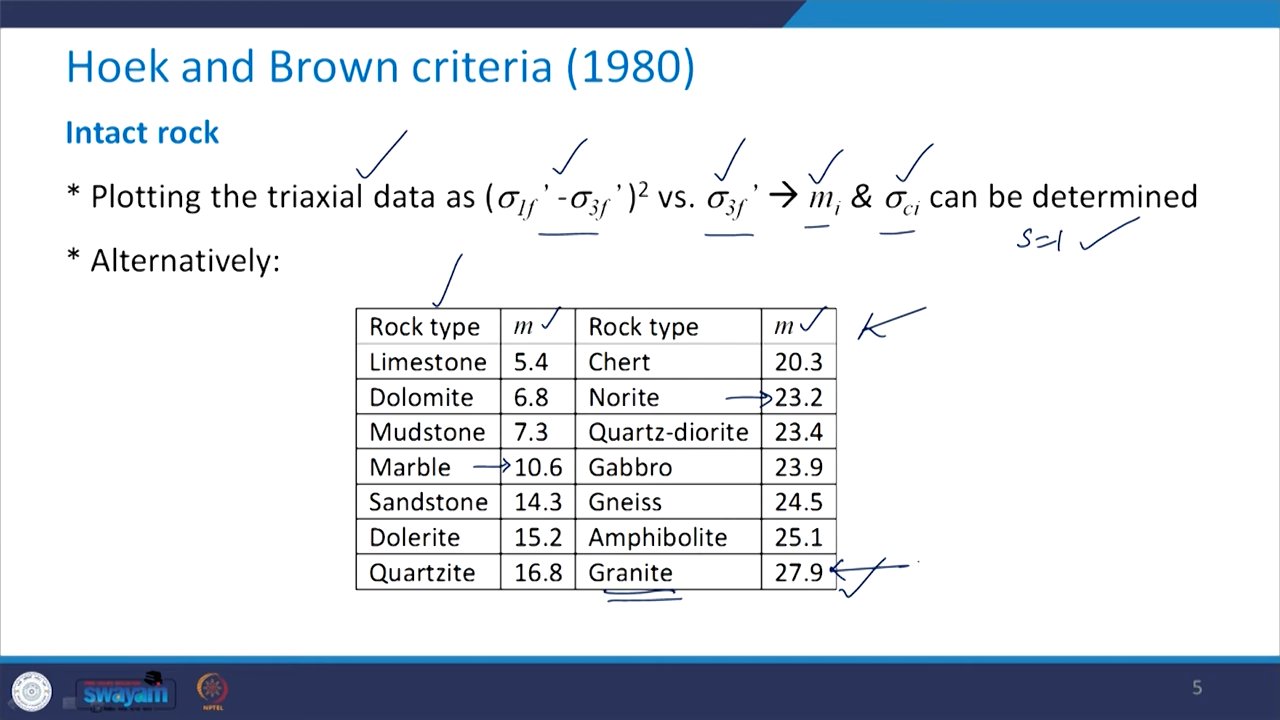 Hoek and Brown criteria (1980)
Intact rock
* Plotting the triaxial data as (σ1f’ -σ3f’ )² vs. σ3f’ → mi & σci can be determined
s=1
* Alternatively:
Rock type m Rock type m
Limestone 5.4 Chert 20.3
Dolomite 6.8 Norite 23.2
Mudstone 7.3 Quartz-diorite 23.4
Marble 10.6 Gabbro 23.9
Sandstone 14.3 Gneiss 24.5
Dolerite 15.2 Amphibolite 25.1
Quartzite 16.8 Granite 27.9
swayam
NPTEL
5